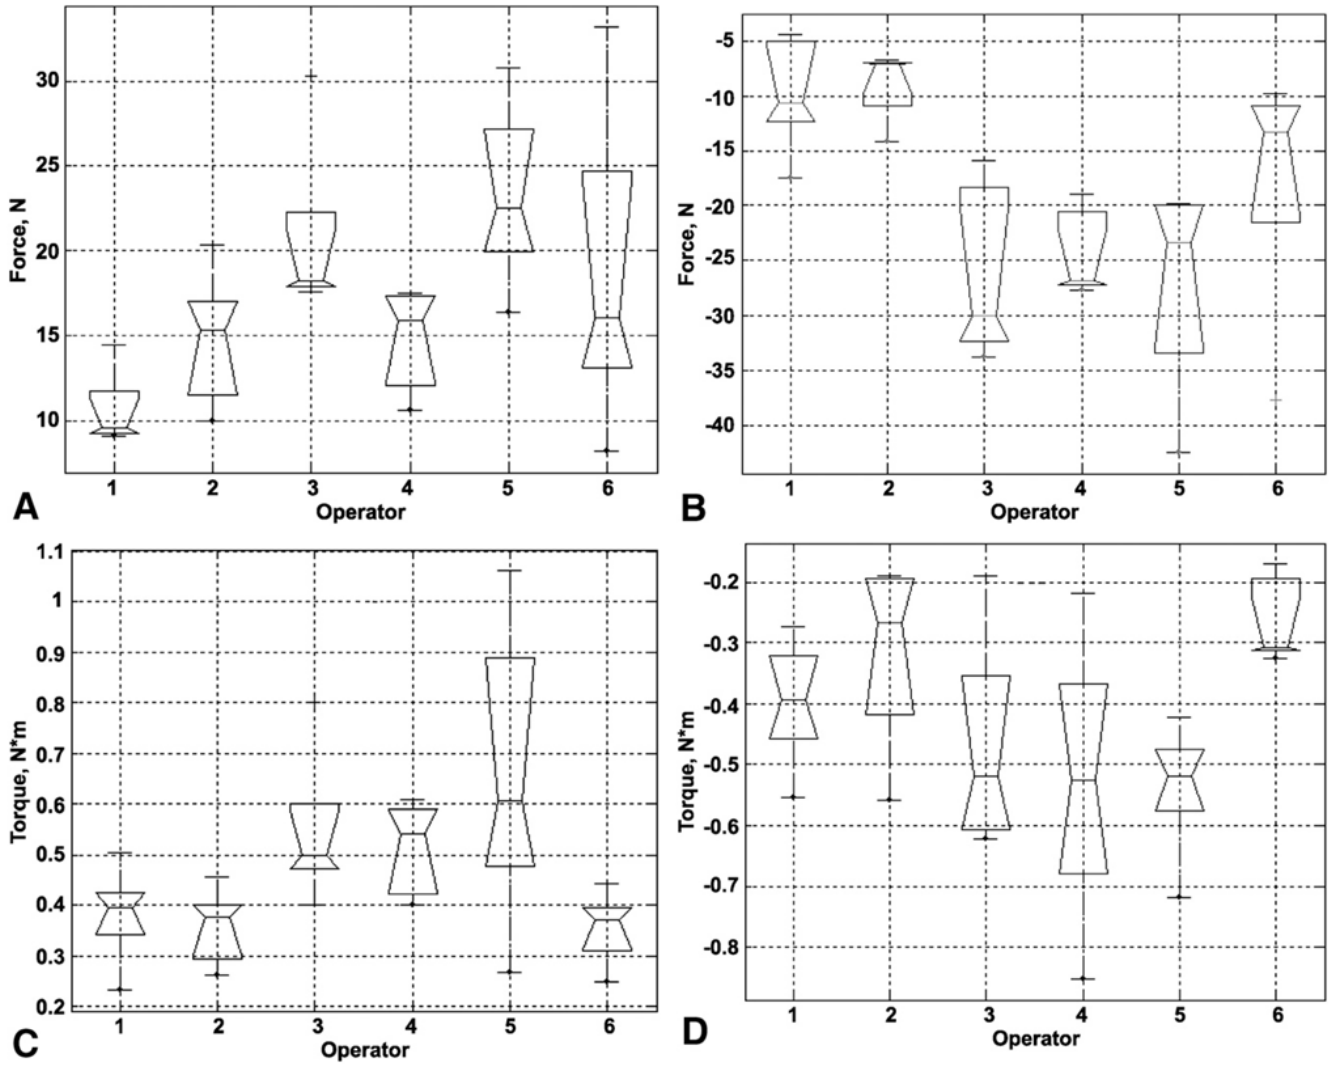 Force, N
30
25
20
15
10
1 2 3 4 5 6
Operator
A
Force, N
-5
-10
-15
-20
-25
-30
-35
-40
1 2 3 4 5 6
Operator
B
Torque, N*m
1.1
1
0.9
0.8
0.7
0.6
0.5
0.4
0.3
0.2
1 2 3 4 5 6
Operator
C
Torque, N*m
-0.2
-0.3
-0.4
-0.5
-0.6
-0.7
-0.8
1 2 3 4 5 6
Operator
D